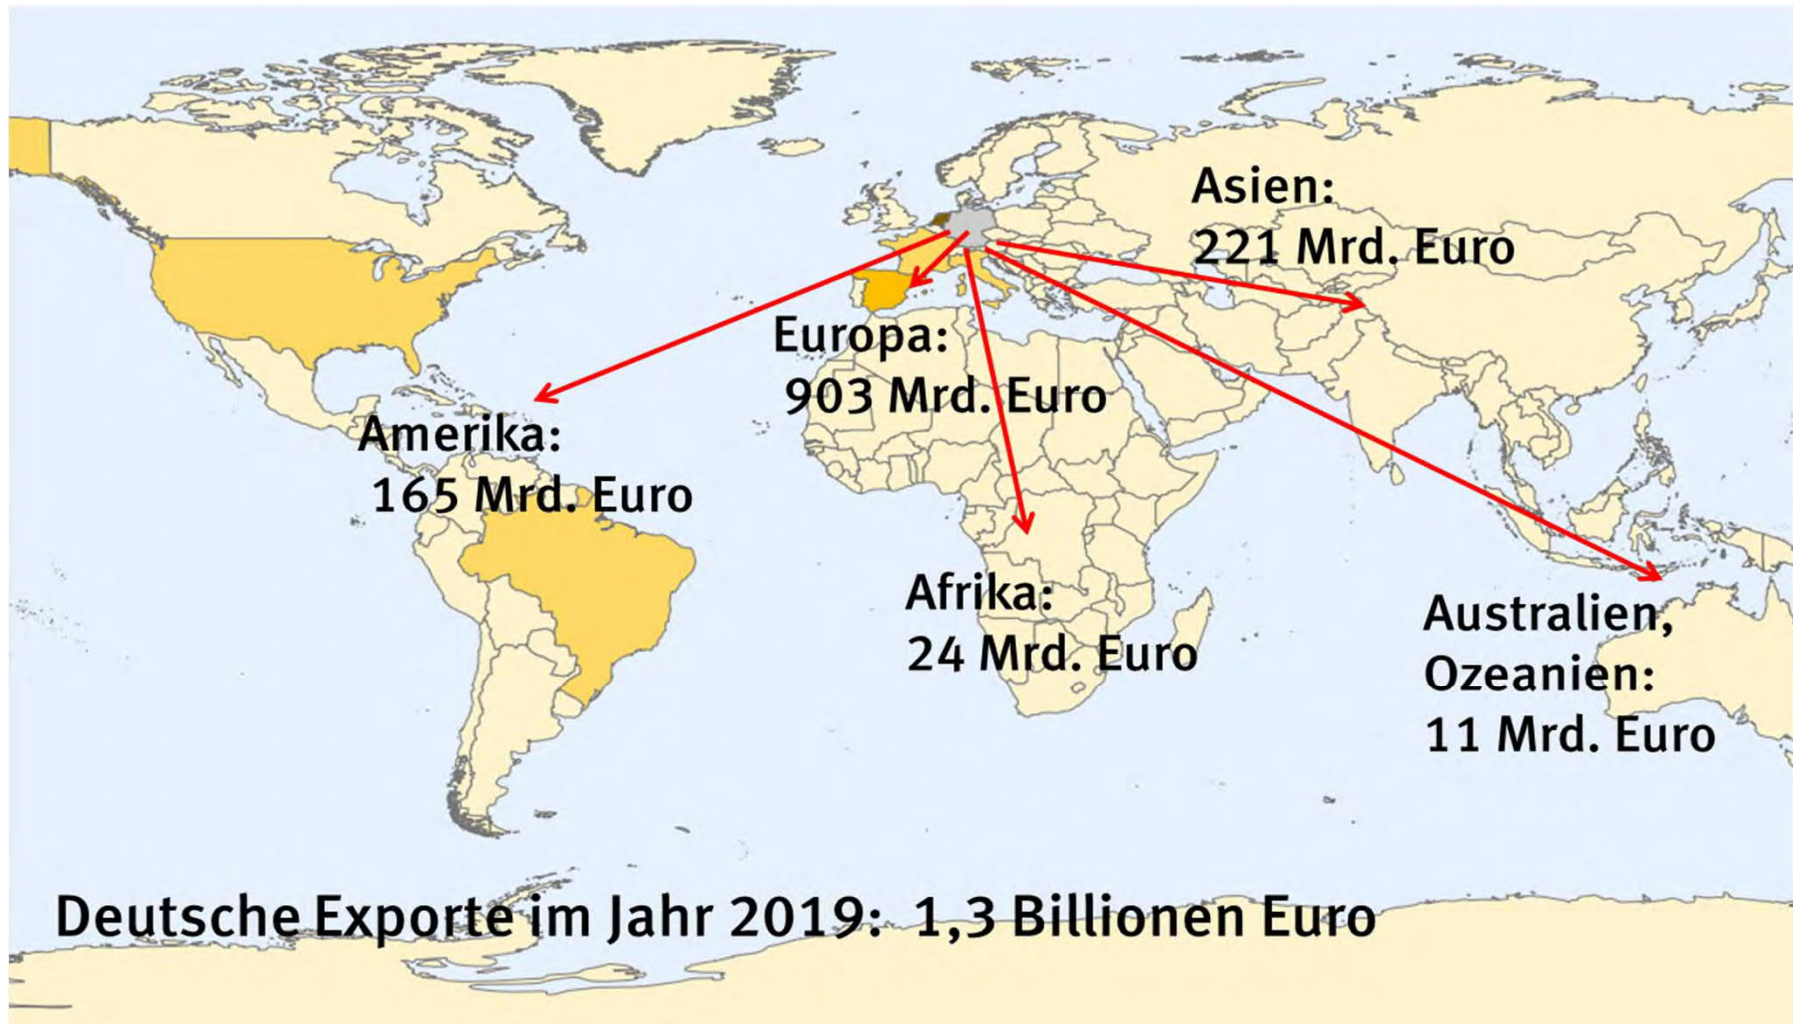 Asien:
221 Mrd. Euro
Europa:
903 Mrd. Euro
Amerika:
165 Mrd. Euro
Afrika:
24 Mrd. Euro
Australien,
Ozeanien:
11 Mrd. Euro
Deutsche Exporte im Jahr 2019: 1,3 Billionen Euro